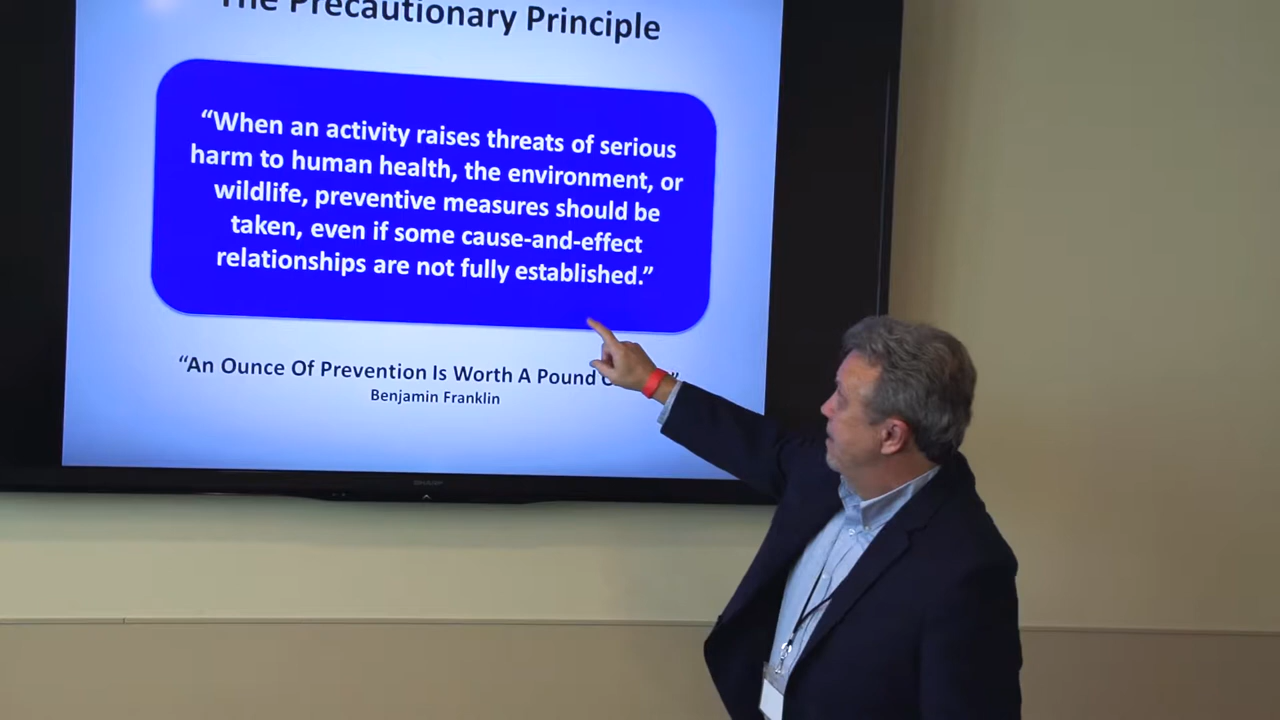 The Precautionary Principle
“When an activity raises threats of serious
harm to human health, the environment, or
wildlife, preventive measures should be
taken, even if some cause-and-effect
relationships are not fully established.”
“An Ounce Of Prevention Is Worth A Pound
Benjamin Franklin
SHARP